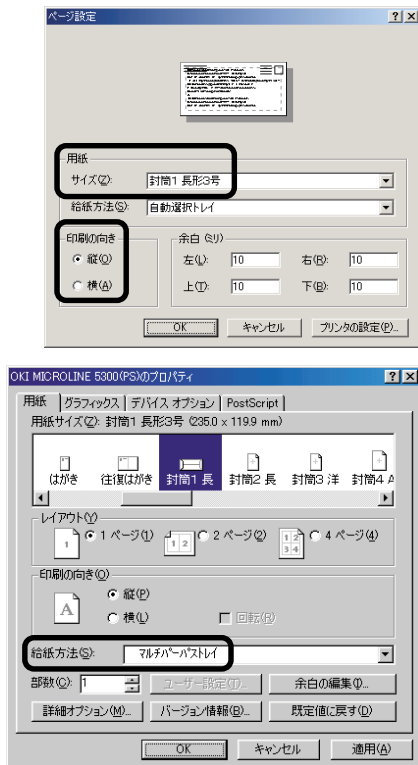 ページ設定
用紙
サイズ(Z): 封筒1 長形3号
給紙方法(S): 自動選択トレイ
印刷の向き
縦(O)
横(A)
余白 (ミリ)
左(L): 10 右(R): 10
上(T): 10 下(B): 10
OK キャンセル プリンタの設定(P)...
OKI MICROLINE 5300(PS)のプロパティ
用紙 グラフィックス デバイス オプション PostScript
用紙サイズ(Z): 封筒1 長形3号 (235.0 x 119.9 mm)
はがき 往復はがき 封筒1 長 封筒2 長 封筒3 洋 封筒4 A
レイアウト(Y)
1 1 ページ(1) 1 2 2 ページ(2) 1 2 3 4 4 ページ(4)
印刷の向き(O)
A 縦(P)
横(L) 回転(R)
給紙方法(S): マルチパーパストレイ
部数(C): 1 ユーザー設定(T)... 余白の編集(I)...
詳細オプション(M)... バージョン情報(B)... 既定値に戻す(D)
OK キャンセル 適用(A)